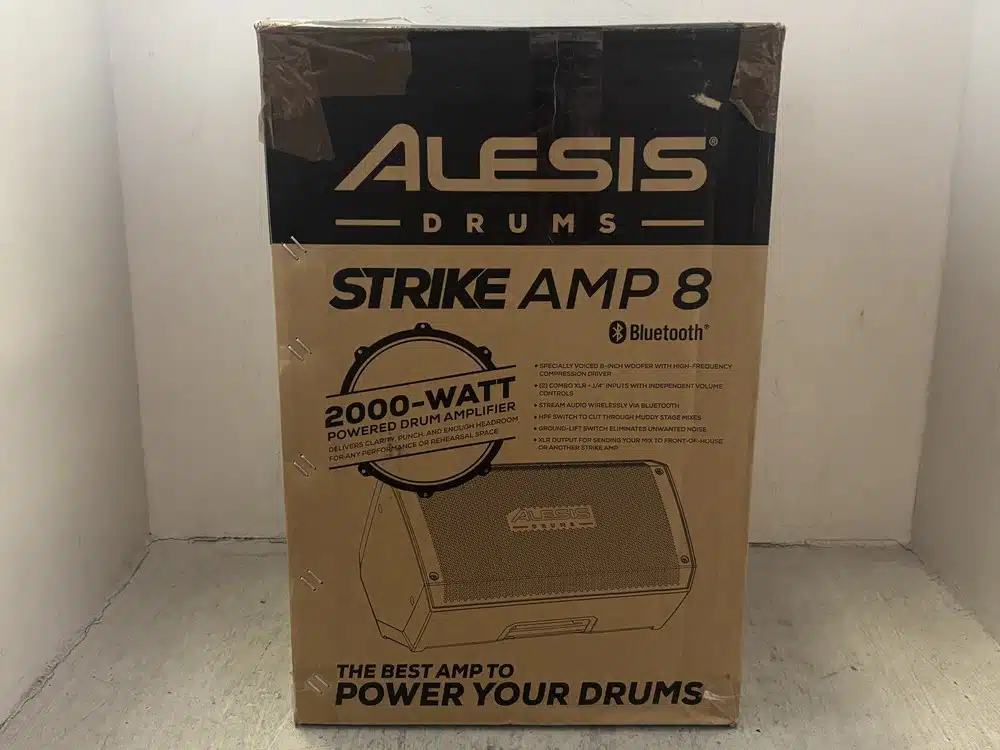 ALESIS®
DRUMS
STRIKE AMP 8
Bluetooth®
2000-WATT
POWERED DRUM AMPLIFIER
DELIVERS CLARITY, PUNCH, AND ENOUGH HEADROOM
FOR ANY PERFORMANCE OR REHEARSAL SPACE
• SPECIALLY VOICED 8-INCH WOOFER WITH HIGH-FREQUENCY
COMPRESSION DRIVER
• (2) COMBO XLR + 1/4" INPUTS WITH INDEPENDENT VOLUME
CONTROLS
• STREAM AUDIO WIRELESSLY VIA BLUETOOTH
• HPF SWITCH TO CUT THROUGH MUDDY STAGE MIXES
• GROUND-LIFT SWITCH ELIMINATES UNWANTED NOISE
• XLR OUTPUT FOR SENDING YOUR MIX TO FRONT-OF-HOUSE
OR ANOTHER STRIKE AMP
ALESIS
DRUMS
THE BEST AMP TO
POWER YOUR DRUMS